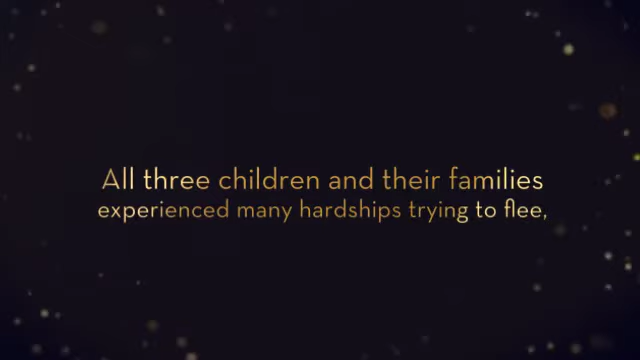 All three children and their families
experienced many hardships trying to flee,